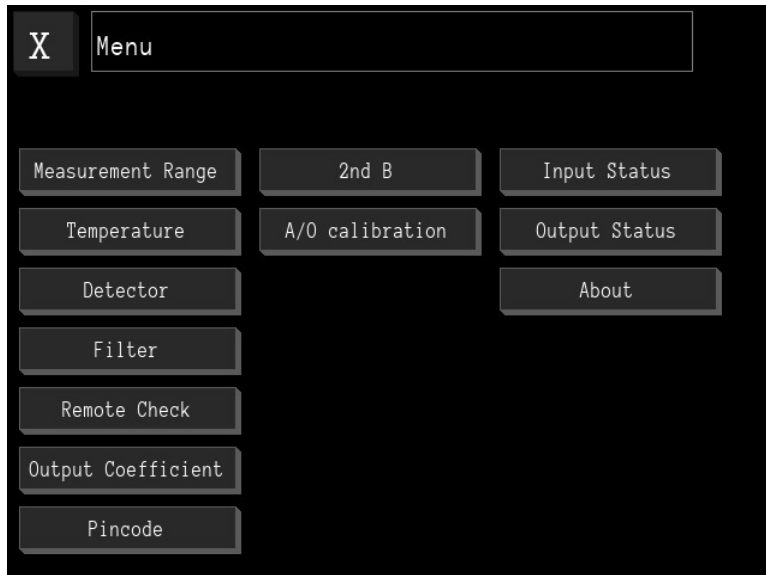 X
Menu
Measurement Range
2nd B
Input Status
Temperature
A/O calibration
Output Status
Detector
About
Filter
Remote Check
Output Coefficient
Pincode